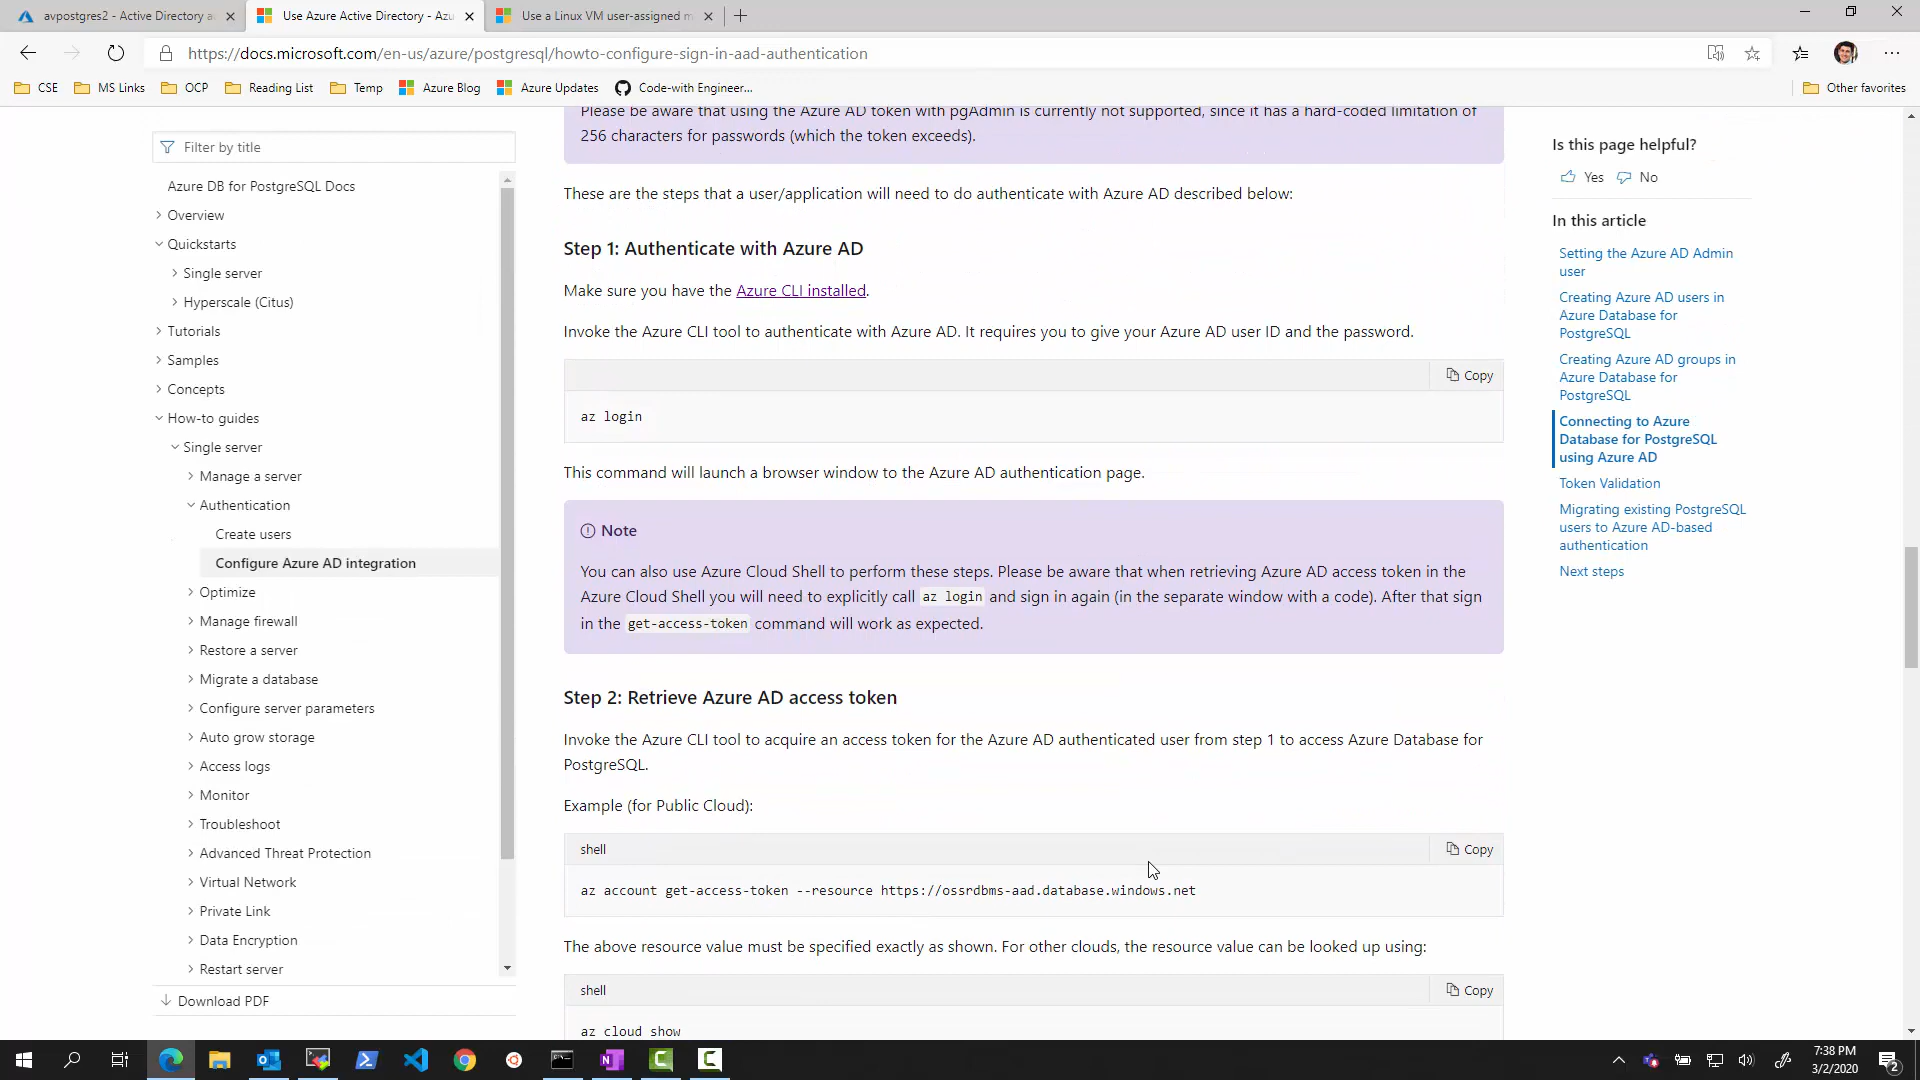 avpostgres2 - Active Directory a
Use Azure Active Directory - Azu
Use a Linux VM user-assigned m
https://docs.microsoft.com/en-us/azure/postgresql/howto-configure-sign-in-aad-authentication
CSE
MS Links
OCP
Reading List
Temp
Azure Blog
Azure Updates
Code-with Engineer...
Other favorites
Filter by title
Azure DB for PostgreSQL Docs
Overview
Quickstarts
Single server
Hyperscale (Citus)
Tutorials
Samples
Concepts
How-to guides
Single server
Manage a server
Authentication
Create users
Configure Azure AD integration
Optimize
Manage firewall
Restore a server
Migrate a database
Configure server parameters
Auto grow storage
Access logs
Monitor
Troubleshoot
Advanced Threat Protection
Virtual Network
Private Link
Data Encryption
Restart server
Download PDF
Please be aware that using the Azure AD token with pgAdmin is currently not supported, since it has a hard-coded limitation of
256 characters for passwords (which the token exceeds).
These are the steps that a user/application will need to do authenticate with Azure AD described below:
Step 1: Authenticate with Azure AD
Make sure you have the Azure CLI installed.
Invoke the Azure CLI tool to authenticate with Azure AD. It requires you to give your Azure AD user ID and the password.
Copy
az login
This command will launch a browser window to the Azure AD authentication page.
Note
You can also use Azure Cloud Shell to perform these steps. Please be aware that when retrieving Azure AD access token in the
Azure Cloud Shell you will need to explicitly call az login and sign in again (in the separate window with a code). After that sign
in the get-access-token command will work as expected.
Step 2: Retrieve Azure AD access token
Invoke the Azure CLI tool to acquire an access token for the Azure AD authenticated user from step 1 to access Azure Database for
PostgreSQL.
Example (for Public Cloud):
shell
Copy
az account get-access-token --resource https://ossrdbms-aad.database.windows.net
The above resource value must be specified exactly as shown. For other clouds, the resource value can be looked up using:
shell
Copy
az cloud show
Is this page helpful?
Yes
No
In this article
Setting the Azure AD Admin
user
Creating Azure AD users in
Azure Database for
PostgreSQL
Creating Azure AD groups in
Azure Database for
PostgreSQL
Connecting to Azure
Database for PostgreSQL
using Azure AD
Token Validation
Migrating existing PostgreSQL
users to Azure AD-based
authentication
Next steps
7:38 PM
3/2/2020
2